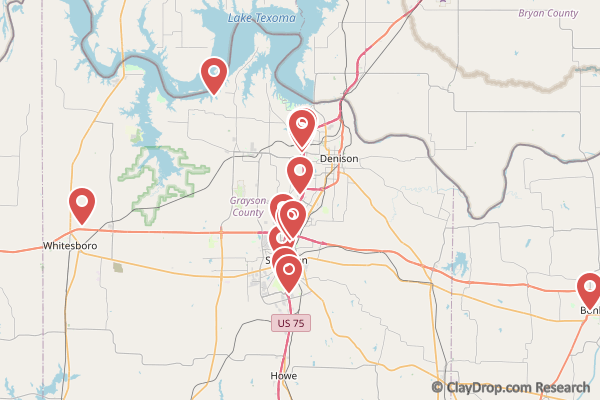 Lake Texoma
Bryan County
Denison
Grayson
County
Whitesboro
US 75
Howe
© ClayDrop.com Research